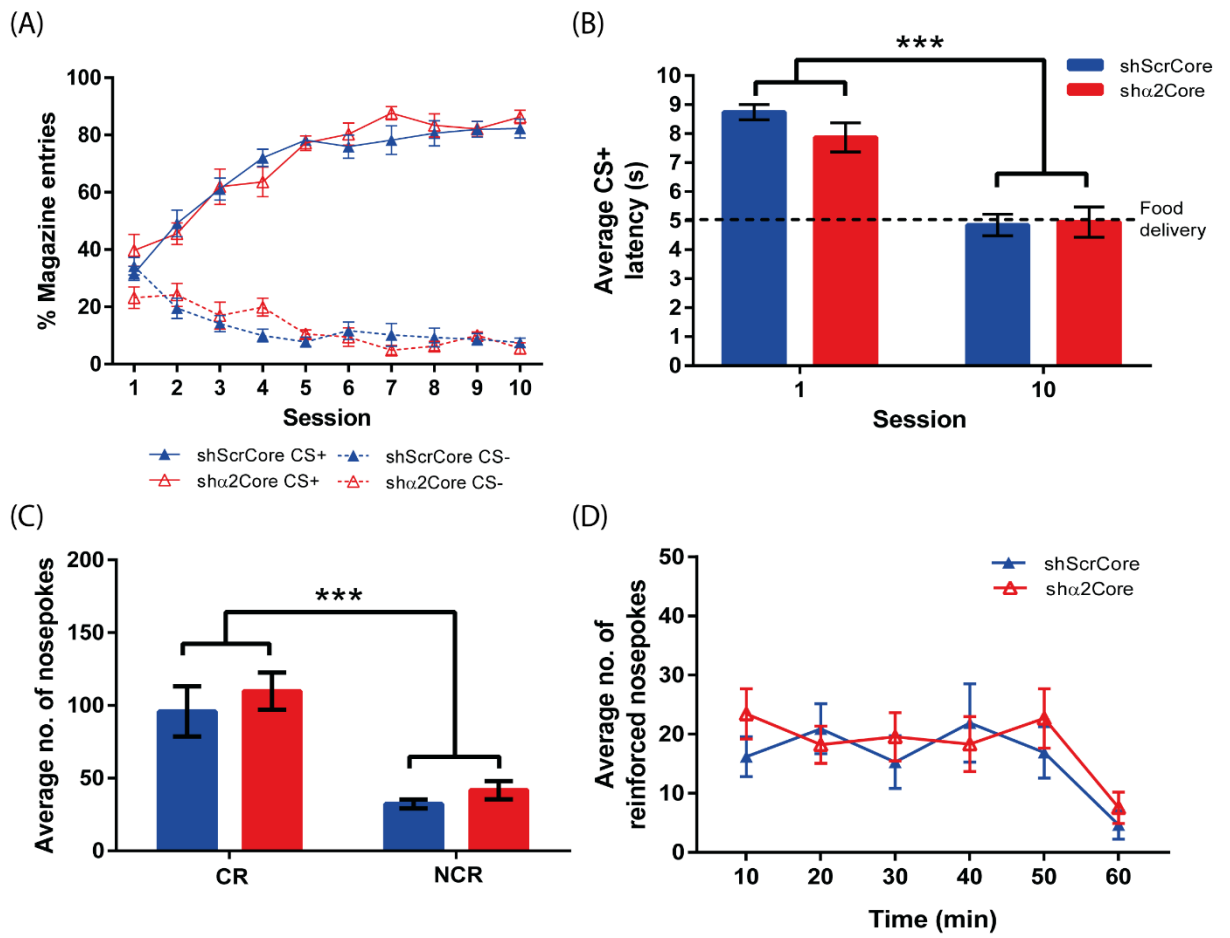 (A)
% Magazine entries
100
80
60
40
20
0
1 2 3 4 5 6 7 8 9 10
Session
shScrCore CS+
shScrCore CS-
shα2Core CS+
shα2Core CS-
(B)
Average CS+
latency (s)
10
9
8
7
6
5
4
3
2
1
0
***
shScrCore
shα2Core
Food
delivery
1 10
Session
(C)
Average no. of nosepokes
200
150
100
50
0
***
CR NCR
(D)
Average no. of
reinforced nosepokes
50
40
30
20
10
0
shScrCore
shα2Core
10 20 30 40 50 60
Time (min)